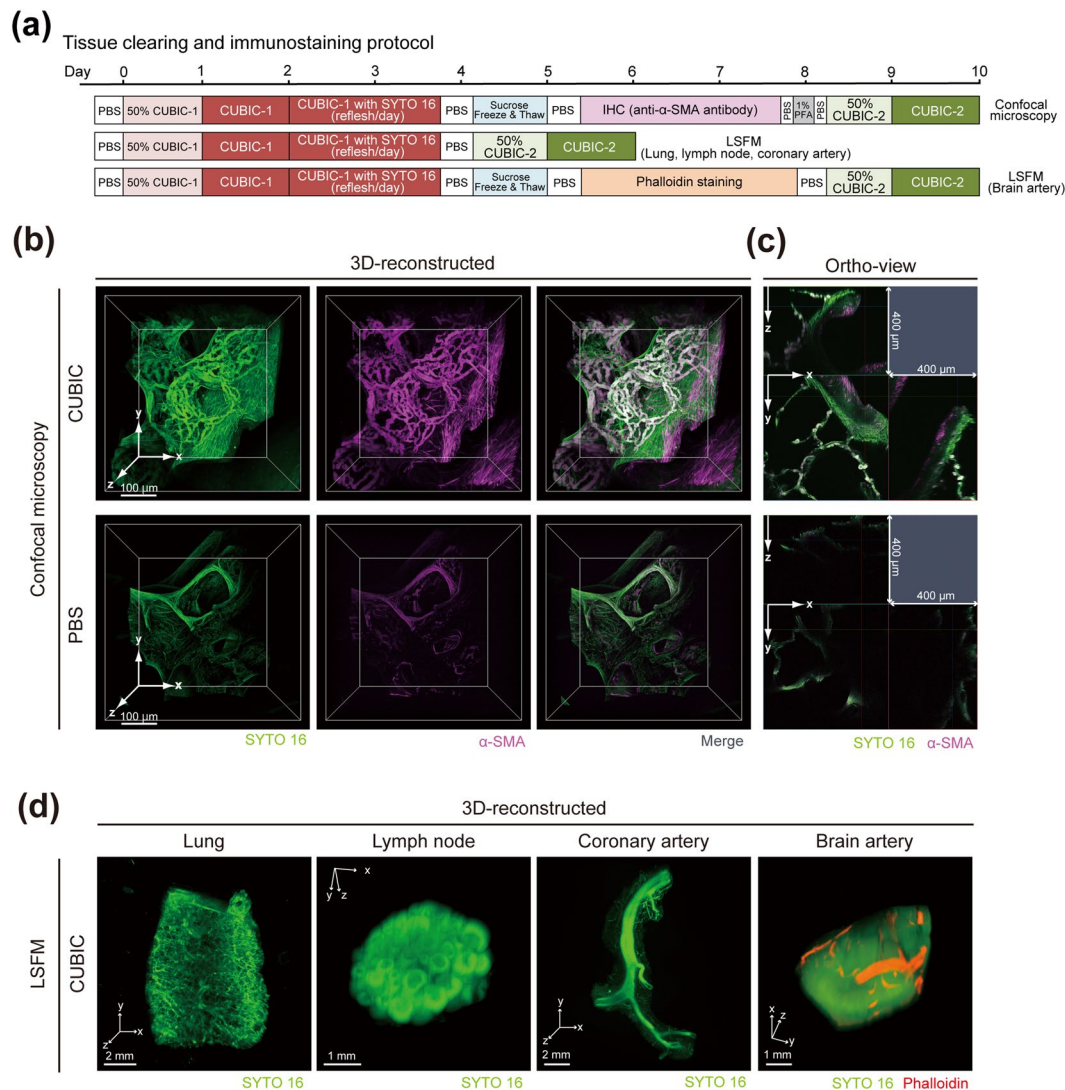 (a)
Tissue clearing and immunostaining protocol
Day 0 1 2 3 4 5 6 7 8 9 10
PBS 50% CUBIC-1 CUBIC-1 CUBIC-1 with SYTO 16 (reflesh/day) PBS Sucrose Freeze & Thaw PBS IHC (anti-α-SMA antibody) PBS 1% PFA PBS 50% CUBIC-2 CUBIC-2 Confocal microscopy
PBS 50% CUBIC-1 CUBIC-1 CUBIC-1 with SYTO 16 (reflesh/day) PBS 50% CUBIC-2 CUBIC-2 LSFM (Lung, lymph node, coronary artery)
PBS 50% CUBIC-1 CUBIC-1 CUBIC-1 with SYTO 16 (reflesh/day) PBS Sucrose Freeze & Thaw PBS Phalloidin staining PBS 50% CUBIC-2 CUBIC-2 LSFM (Brain artery)
(b)
3D-reconstructed
Confocal microscopy
CUBIC
y
x
z
100 μm
PBS
y
x
z
100 μm
SYTO 16
α-SMA
Merge
(c)
Ortho-view
z
400 μm
400 μm
x
y
z
400 μm
400 μm
x
y
SYTO 16 α-SMA
(d)
3D-reconstructed
Lung
Lymph node
Coronary artery
Brain artery
LSFM
CUBIC
y
x
z
2 mm
SYTO 16
x
y z
1 mm
SYTO 16
y
x
z
2 mm
SYTO 16
x
z
y
1 mm
SYTO 16 Phalloidin